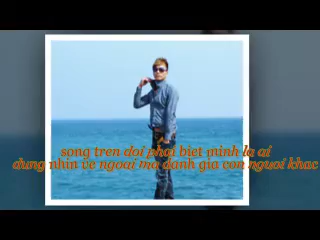 song tren doi phai biet minh la ai
dung nhin ve ngoai ma danh gia con nguoi khac